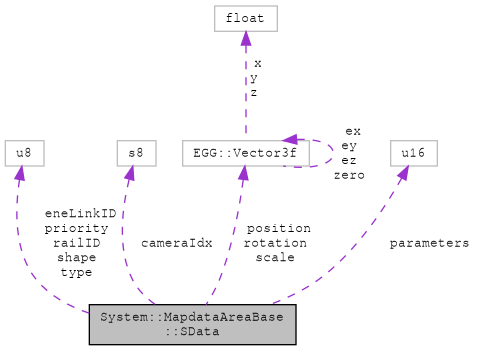 float
x
y
z
u8
s8
EGG::Vector3f
ex
ey
ez
zero
u16
eneLinkID
priority
railID
shape
type
cameraIdx
position
rotation
scale
parameters
System::MapdataAreaBase
::SData